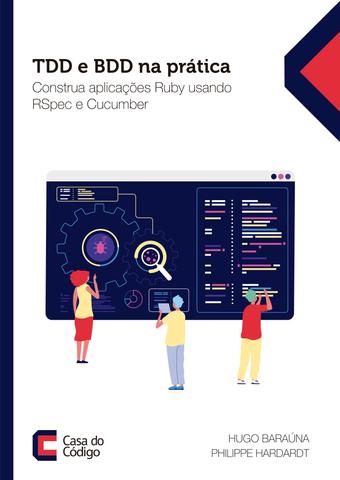 TDD e BDD na prática
Construa aplicações Ruby usando
RSpec e Cucumber
Casa do
Código
HUGO BARAÚNA
PHILIPPE HARDARDT